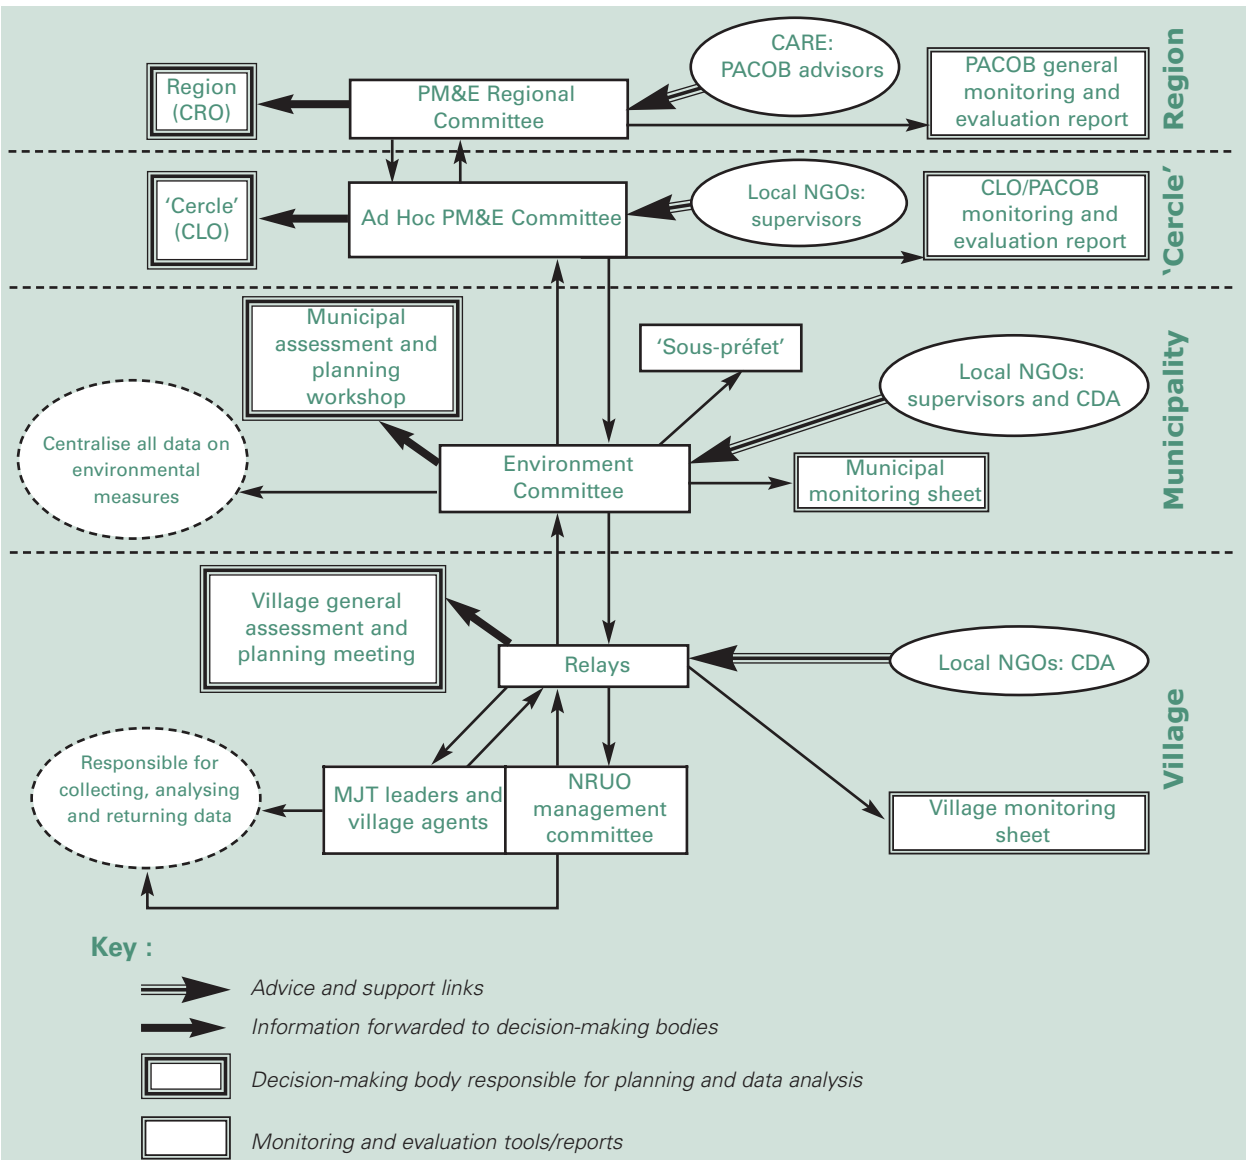 CARE:
PACOB advisors
Region
(CRO)
PM&E Regional
Committee
PACOB general
monitoring and
evaluation report
Region
'Cercle'
(CLO)
Ad Hoc PM&E Committee
Local NGOs:
supervisors
CLO/PACOB
monitoring and
evaluation report
'Cercle'
Municipal
assessment and
planning
workshop
'Sous-préfet'
Local NGOs:
supervisors and CDA
Centralise all data on
environmental
measures
Environment
Committee
Municipal
monitoring sheet
Municipality
Village general
assessment and
planning meeting
Relays
Local NGOs: CDA
Responsible for
collecting, analysing
and returning data
MJT leaders and
village agents
NRUO
management
committee
Village monitoring
sheet
Village
Key :
Advice and support links
Information forwarded to decision-making bodies
Decision-making body responsible for planning and data analysis
Monitoring and evaluation tools/reports